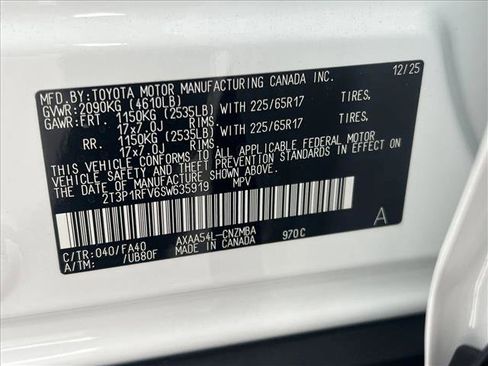 MFD.BY:TOYOTA MOTOR MANUFACTURING CANADA INC. 12/25
GVWR:2090KG (4610LB)
GAWR:FRT. 1150KG (2535LB)WITH 225/65R17 TIRES,
17x7.0J RIMS
RR. 1150KG (2535LB)WITH 225/65R17 TIRES,
17x7.0J RIMS
THIS VEHICLE CONFORMS TO ALL APPLICABLE FEDERAL MOTOR
VEHICLE SAFETY AND THEFT PREVENTION STANDARDS IN EFFECT ON
THE DATE OF MANUFACTURE SHOWN ABOVE.
2T3P1RFV6SW635919 MPV
A
C/TR:040/FA40 AXAA54L-CNZMBA 970C
A/TM: /UB80F MADE IN CANADA